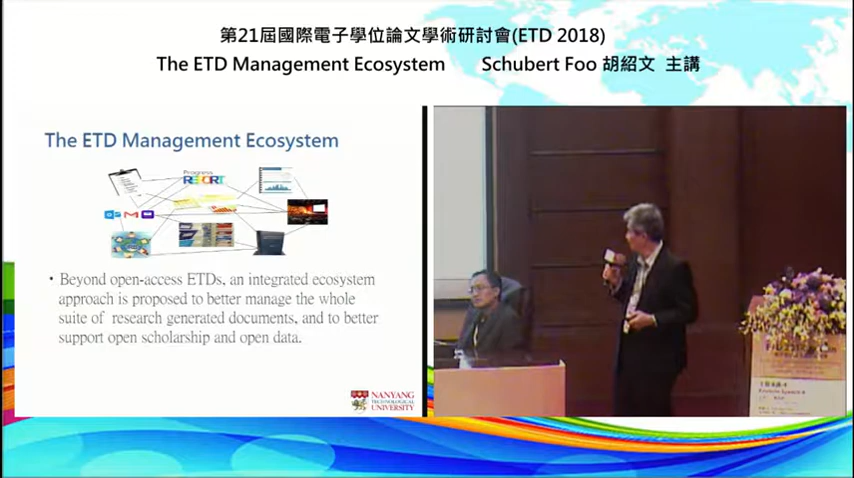 第21屆國際電子學位論文學術研討會(ETD 2018)
The ETD Management Ecosystem Schubert Foo 胡紹文 主講
The ETD Management Ecosystem
Progress
REPORT
• Beyond open-access ETDs, an integrated ecosystem
approach is proposed to better manage the whole
suite of research generated documents, and to better
support open scholarship and open data.
NANYANG
TECHNOLOGICAL
UNIVERSITY